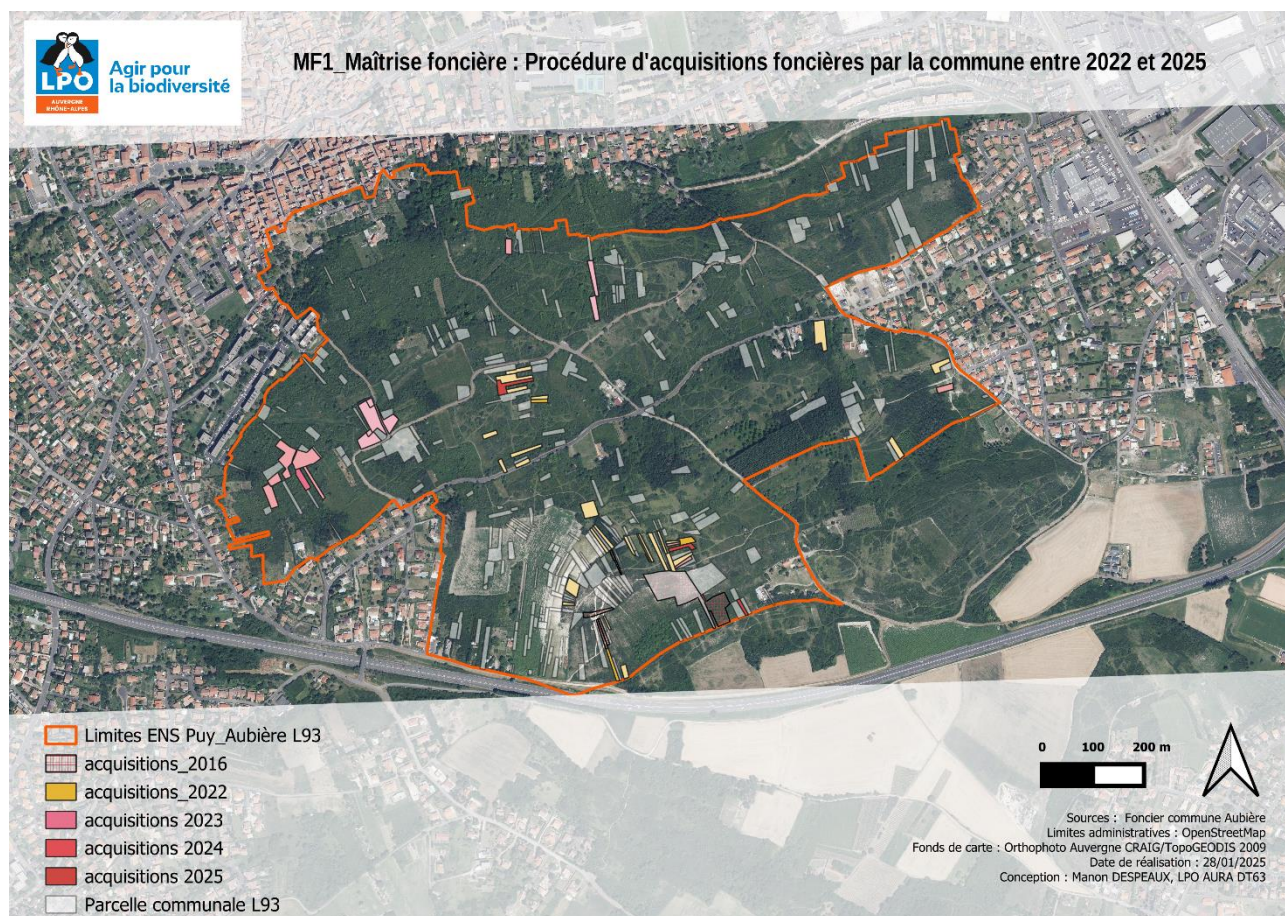 MF1_Maîtrise foncière : Procédure d'acquisitions foncières par la commune entre 2022 et 2025
LPO
AUVERGNE
RHÔNE-ALPES
Agir pour
la biodiversité
Limites ENS Puy_Aubière L93
acquisitions_2016
acquisitions_2022
acquisitions 2023
acquisitions 2024
acquisitions 2025
Parcelle communale L93
0 100 200 m
Sources : Foncier commune Aubière
Limites administratives : OpenStreetMap
Fonds de carte : Orthophoto Auvergne CRAIG/TopoGEODIS 2009
Date de réalisation : 28/01/2025
Conception : Manon DESPEAUX, LPO AURA DT63